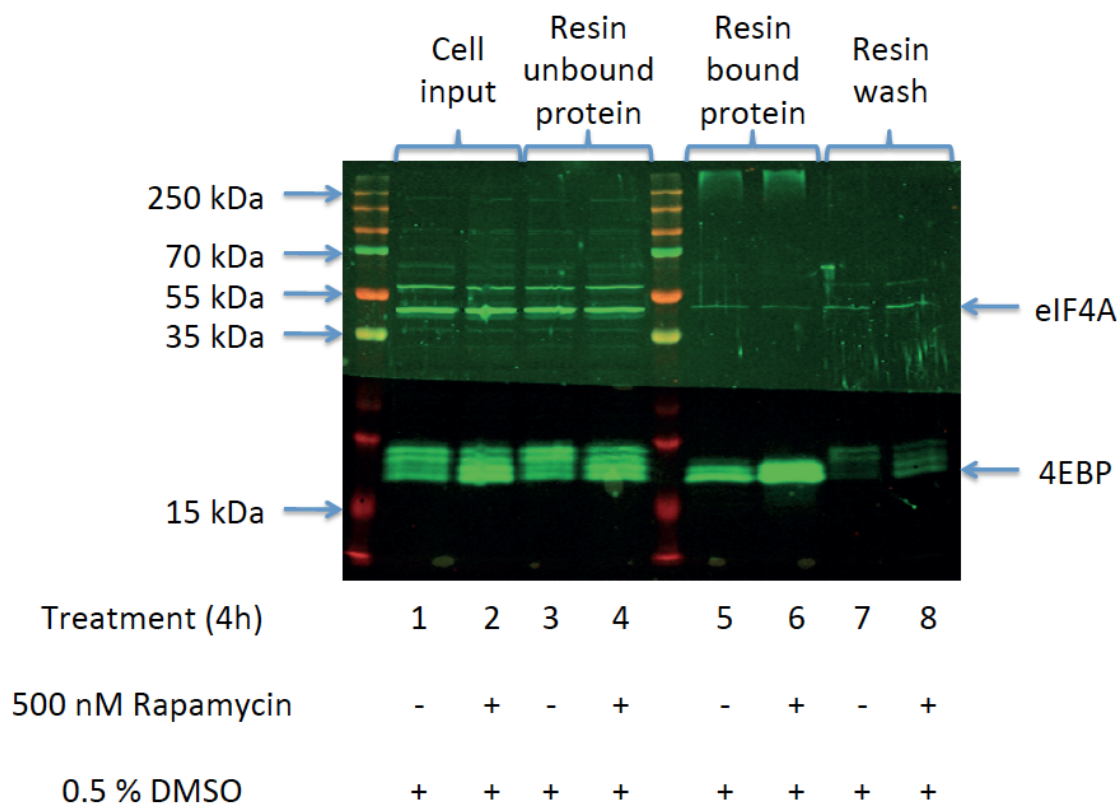 Cell
input
Resin
unbound
protein
Resin
bound
protein
Resin
wash
250 kDa
70 kDa
55 kDa
35 kDa
15 kDa
eIF4A
4EBP
Treatment (4h) 1 2 3 4 5 6 7 8
500 nM Rapamycin - + - + - + - +
0.5 % DMSO + + + + + + + +